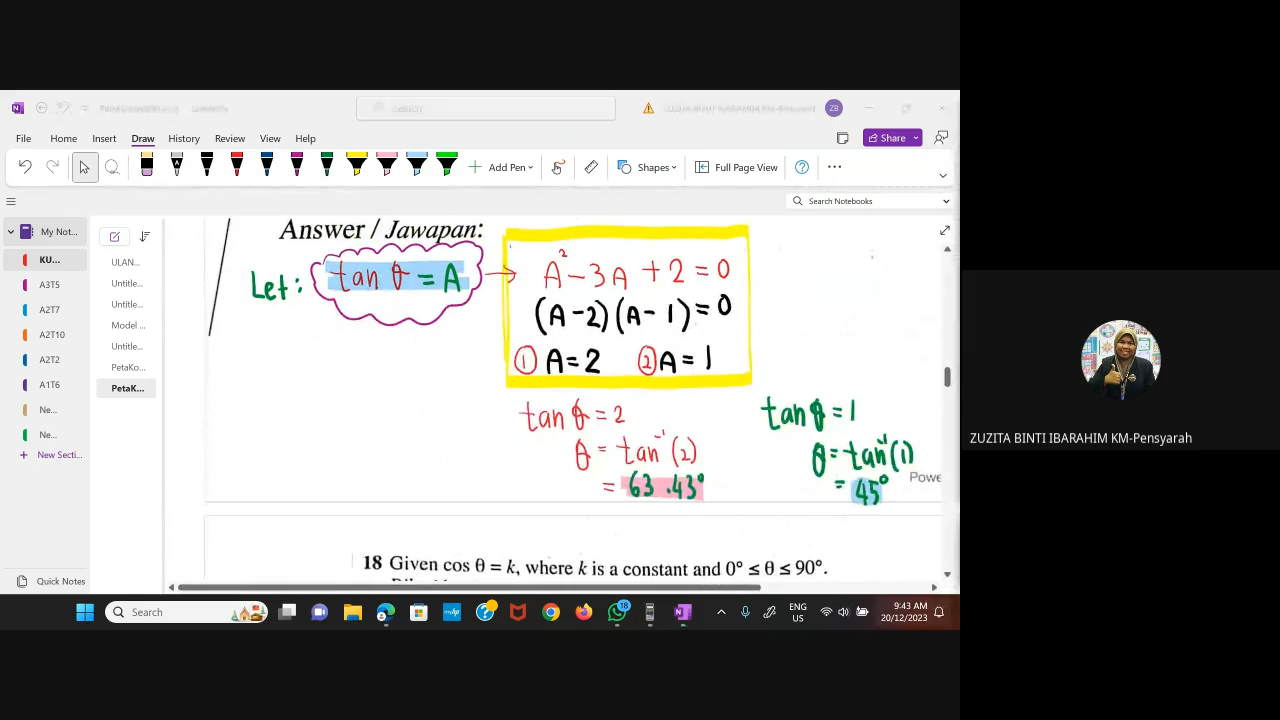 ZB
File Home Insert Draw History Review View Help Share
Add Pen Shapes Full Page View
Search Notebooks
My Not...
KU...
A3T5
A2T7
A2T10
A2T2
A1T6
Ne...
Ne...
New Secti...
Quick Notes
ULAN...
Untitle...
Untitle...
Model ...
Untitle...
PetaKo...
PetaK...
Answer / Jawapan:
Let: tan θ = A
A² - 3A + 2 = 0
(A - 2)(A - 1) = 0
① A = 2 ② A = 1
tan θ = 2
θ = tan⁻¹(2)
= 63.43°
tan θ = 1
θ = tan⁻¹(1)
= 45°
Powe
18 Given cos θ = k, where k is a constant and 0° ≤ θ ≤ 90°.
ZUZITA BINTI IBARAHIM KM-Pensyarah
Search
18
ENG
US
9:43 AM
20/12/2023